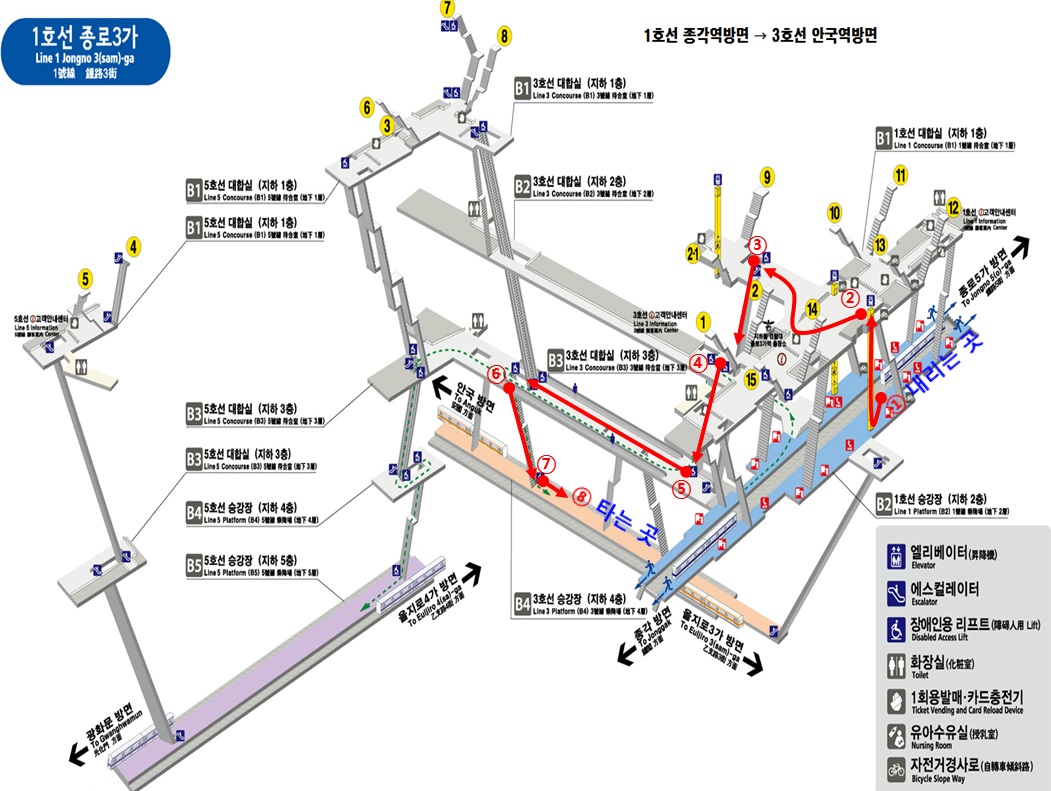 1호선 종로3가
Line 1 Jongno 3(sam)-ga
1號線 鍾路3街
1호선 종각역방면 → 3호선 안국역방면
7
8
6
3
B1 3호선 대합실 (지하 1층)
Line 3 Concourse (B1) 3號線 待合室 (地下 1層)
B1 1호선 대합실 (지하 1층)
Line 1 Concourse (B1) 1號線 待合室 (地下 1層)
B1 5호선 대합실 (지하 1층)
Line 5 Concourse (B1) 5號線 待合室 (地下 1層)
B2 3호선 대합실 (지하 2층)
Line 3 Concourse (B2) 3號線 待合室 (地下 2層)
9
11
10
12
13
1호선 고객안내센터
Line 1 Information
B1 5호선 대합실 (지하 1층)
Line 5 Concourse (B1) 5號線 待合室 (地下 1層)
4
5
2-1
③
2
②
14
종로5가 방면
To Jongno 5(o)-ga
5호선 고객안내센터
Line 5 Information Center
3호선 고객안내센터
Line 3 Information Center
1
④
15
B3 3호선 대합실 (지하 3층)
Line 3 Concourse (B3) 3號線 待合室 (地下 3層)
⑥
안국 방면
To Anguk
安國 方面
① 내리는 곳
B3 5호선 대합실 (지하 3층)
Line 5 Concourse (B3) 5號線 待合室 (地下 3層)
B3 5호선 대합실 (지하 3층)
Line 5 Concourse (B3) 5號線 待合室 (地下 3層)
⑦
⑤
⑧ 타는 곳
B2 1호선 승강장 (지하 2층)
Line 1 Platform (B2) 1號線 乘降場 (地下 2層)
B4 5호선 승강장 (지하 4층)
Line 5 Platform (B4) 5號線 乘降場 (地下 4層)
B5 5호선 승강장 (지하 5층)
Line 5 Platform (B5) 5號線 乘降場 (地下 5層)
을지로4가 방면
To Euljiro 4(sa)-ga
乙支路4街 方面
B4 3호선 승강장 (지하 4층)
Line 3 Platform (B4) 3號線 乘降場 (地下 4層)
종각 방면
To Jonggak
을지로3가 방면
To Euljiro 3(sam)-ga
乙支路3街 方面
광화문 방면
To Gwanghwamun
光化門 方面
엘리베이터(昇降機)
Elevator
에스컬레이터
Escalator
장애인용 리프트(障碍人用 Lift)
Disabled Access Lift
화장실(化粧室)
Toilet
1회용발매·카드충전기
Ticket Vending and Card Reload Device
유아수유실(授乳室)
Nursing Room
자전거경사로(自轉車傾斜路)
Bicycle Slope Way